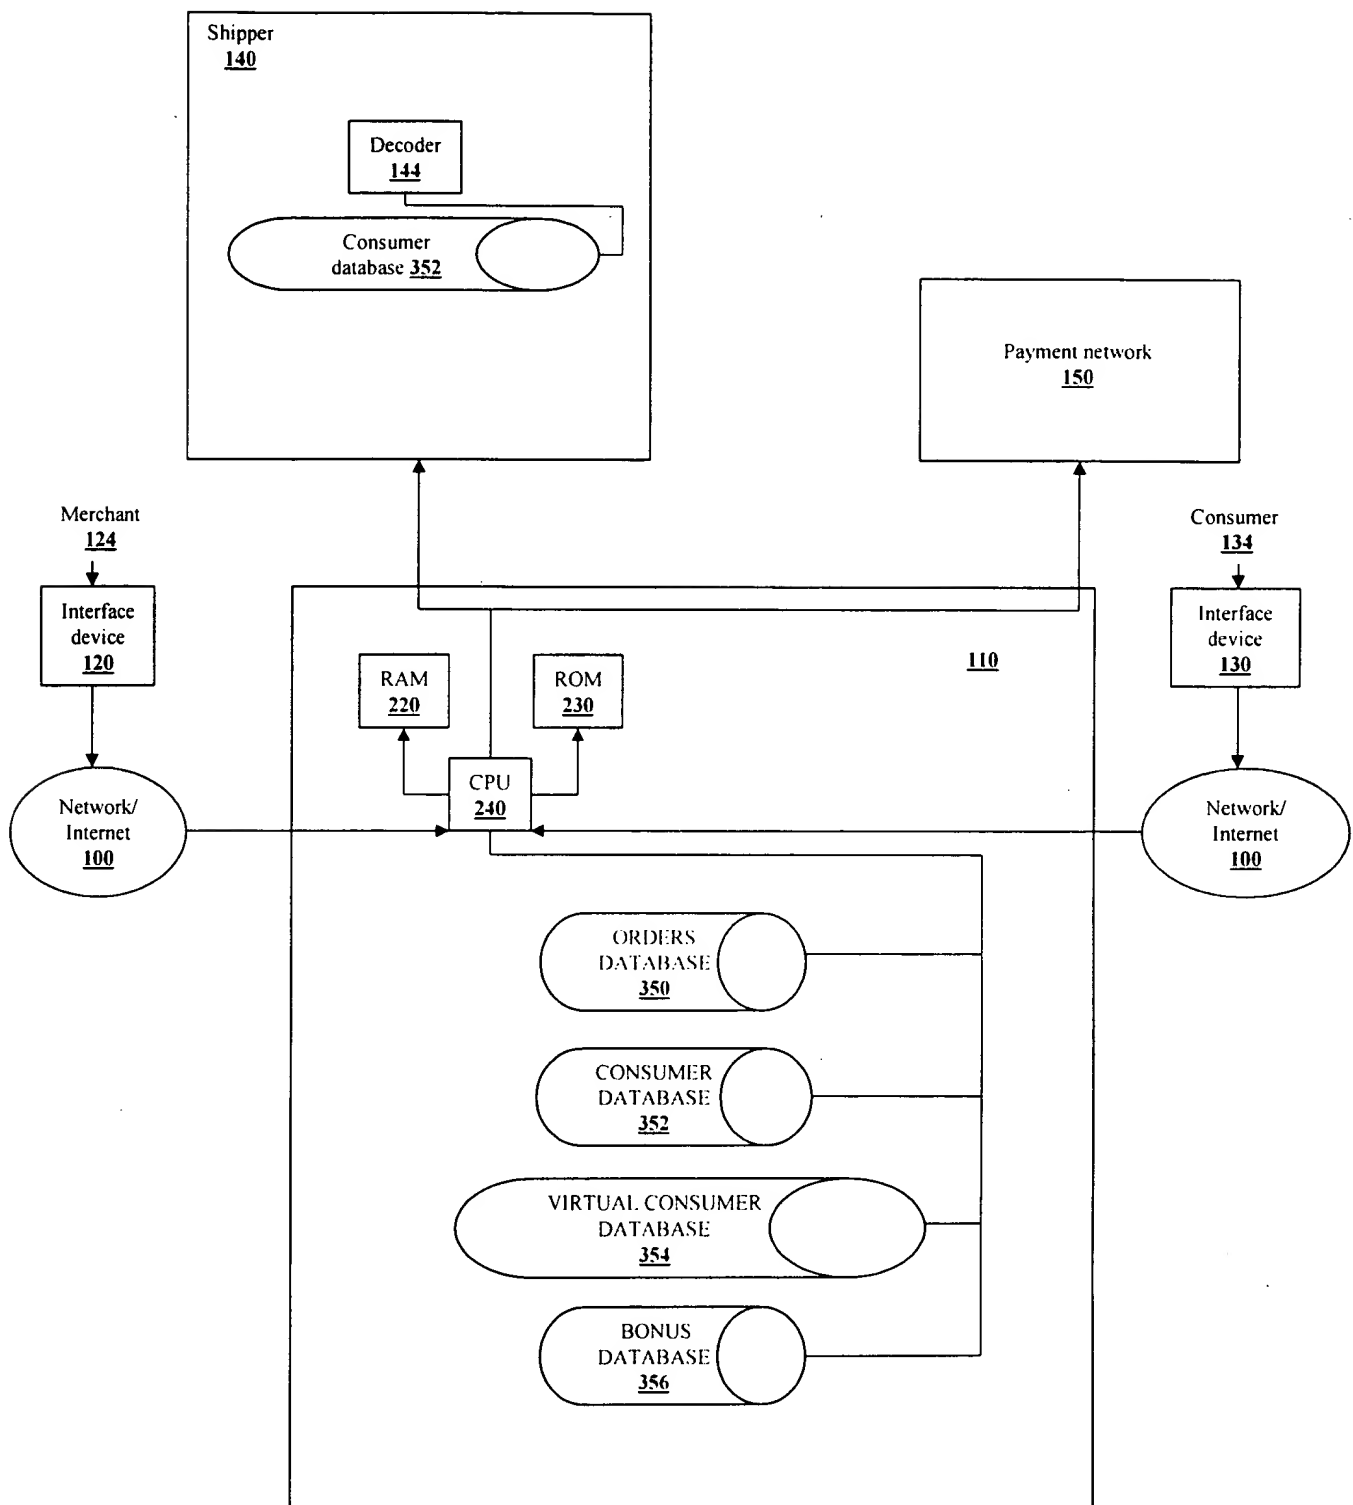 Shipper
140
Decoder
144
Consumer
database 352
Payment network
150
Merchant
124
Consumer
134
Interface
device
120
Interface
device
130
110
RAM
220
ROM
230
CPU
240
Network/
Internet
100
Network/
Internet
100
ORDERS
DATABASE
350
CONSUMER
DATABASE
352
VIRTUAL CONSUMER
DATABASE
354
BONUS
DATABASE
356